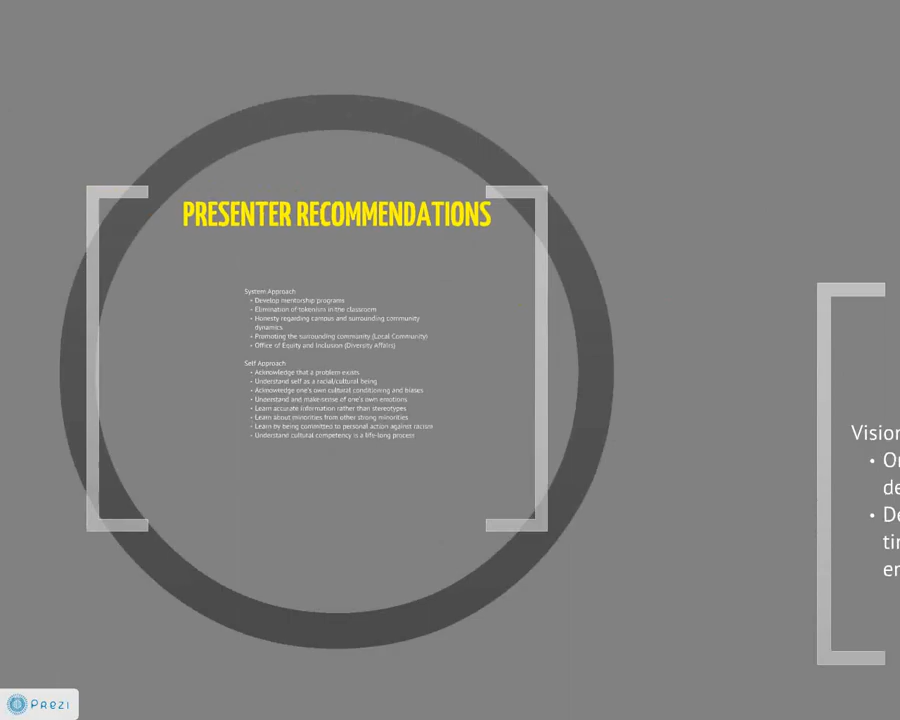 PRESENTER RECOMMENDATIONS
System Approach
• Develop mentorship programs
• Elimination of tokenism in the classroom
• Honesty regarding campus and surrounding community
dynamics
• Promoting the surrounding community (Local Community)
• Office of Equity and Inclusion (Diversity Affairs)
Self Approach
• Acknowledge that a problem exists
• Understand self as a racial/cultural being
• Acknowledge one's own cultural conditioning and biases
• Understand and make sense of one's own emotions
• Learn accurate information rather than stereotypes
• Learn about minorities from other strong minorities
• Learn by being committed to personal action against racism
• Understand cultural competency is a life-long process
Vision
•
de
• De
tin
en
Prezi